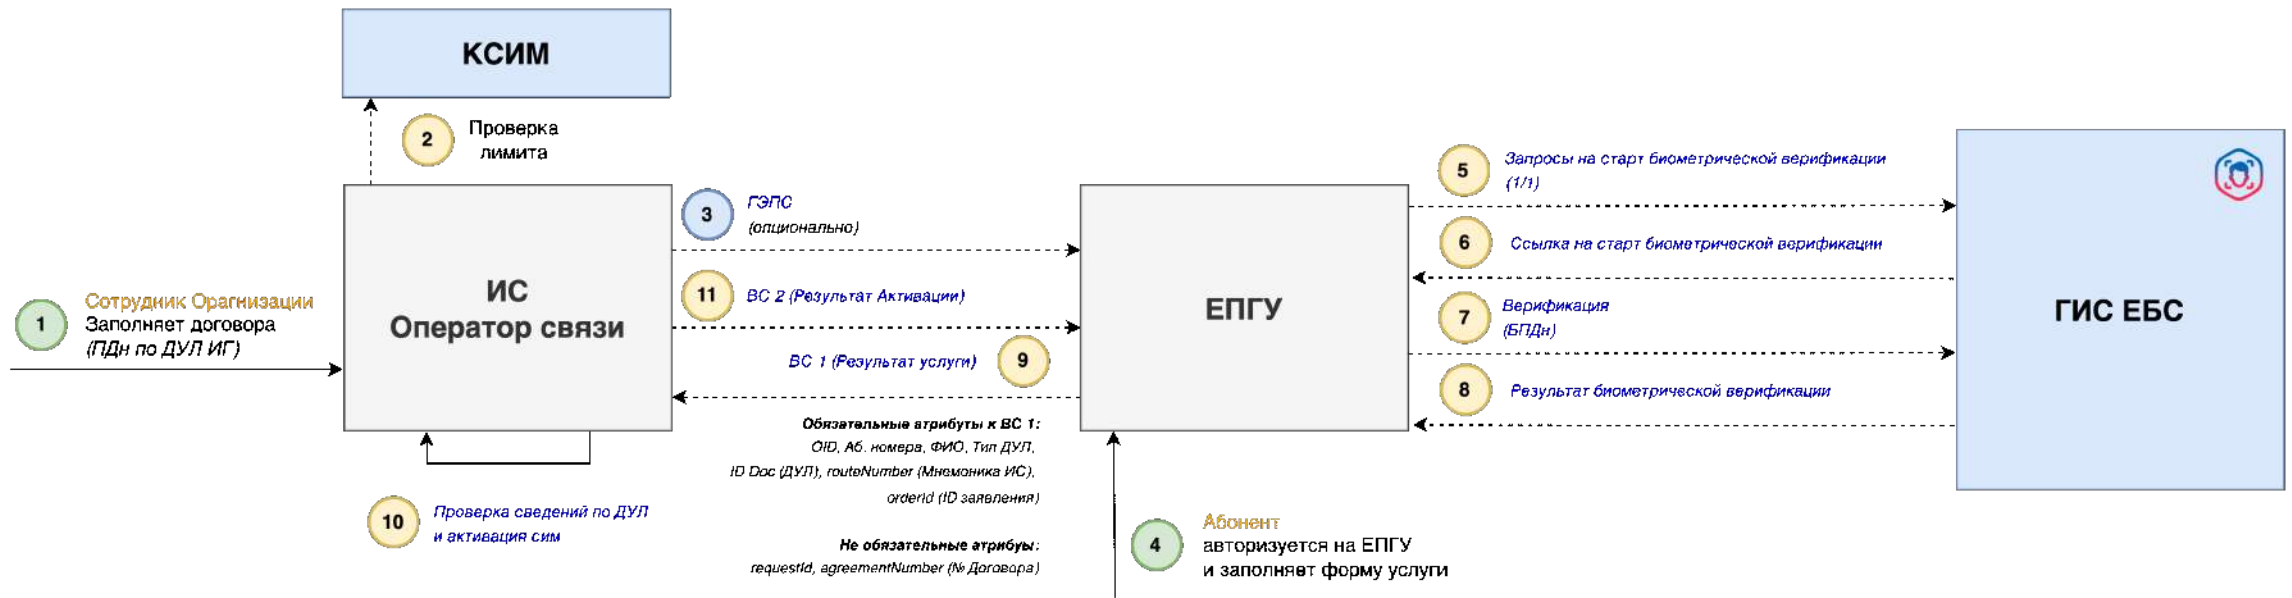 КСИМ
2
Проверка
лимита
1
Сотрудник Орагнизации
Заполняет договора
(ПДн по ДУЛ ИГ)
ИС
Оператор связи
3
ГЭПС
(опционально)
11
ВС 2 (Результат Активации)
ВС 1 (Результат услуги)
9
Обязательные атрибуты к ВС 1:
OID, Аб. номера, ФИО, Тип ДУЛ,
ID Doc (ДУЛ), routeNumber (Мнемоника ИС),
orderId (ID заявления)
Не обязательные атрибуы:
requestId, agreementNumber (№ Договора)
10
Проверка сведений по ДУЛ
и активация сим
ЕПГУ
4
Абонент
авторизуется на ЕПГУ
и заполняет форму услуги
5
Запросы на старт биометрической верификации
(1/1)
6
Ссылка на старт биометрической верификации
7
Верификация
(БПДн)
8
Результат биометрической верификации
ГИС ЕБС